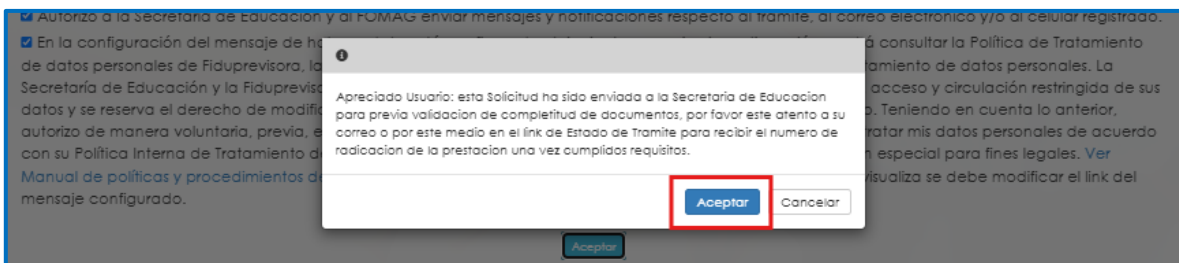 Autorizo a la Secretaría de Educación y al FOMAG enviar mensajes y notificaciones respecto al trámite, al correo electrónico y/o al celular registrado.
En la configuración del mensaje de á consultar la Política de Tratamiento
de datos personales de Fiduprevisora, tamiento de datos personales. La
Secretaría de Educación y la acceso y circulación restringida de sus
datos y se reserva el derecho de . Teniendo en cuenta lo anterior,
autorizo de manera voluntaria, previa, ratar mis datos personales de acuerdo
con su Política Interna de Tratamiento especial para fines legales. Ver
Manual de políticas y procedimientos visualiza se debe modificar el link del
mensaje configurado.
Apreciado Usuario: esta Solicitud ha sido enviada a la Secretaria de Educacion
para previa validacion de completitud de documentos, por favor este atento a su
correo o por este medio en el link de Estado de Tramite para recibir el numero de
radicacion de la prestacion una vez cumplidos requisitos.
Aceptar Cancelar
Aceptar